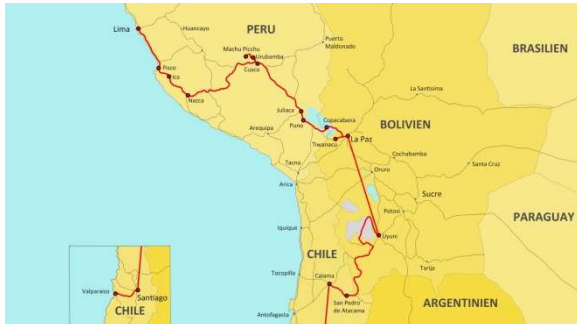 Lima
Huancayo
PERU
Puerto
Maldonado
BRASILIEN
Machu Picchu
Urubamba
Cusco
Pisco
Ica
Nazca
La Santisima
Juliaca
Puno
Copacabana
BOLIVIEN
Arequipa
Tiwanacu
La Paz
Tacna
Cochabamba
Santa Cruz
Oruro
Arica
Sucre
Potosi
PARAGUAY
Iquique
Uyuni
CHILE
Tarija
Tocopilla
Calama
San Pedro
de Atacama
ARGENTINIEN
Antofagasta
Valparaiso
Santiago
CHILE